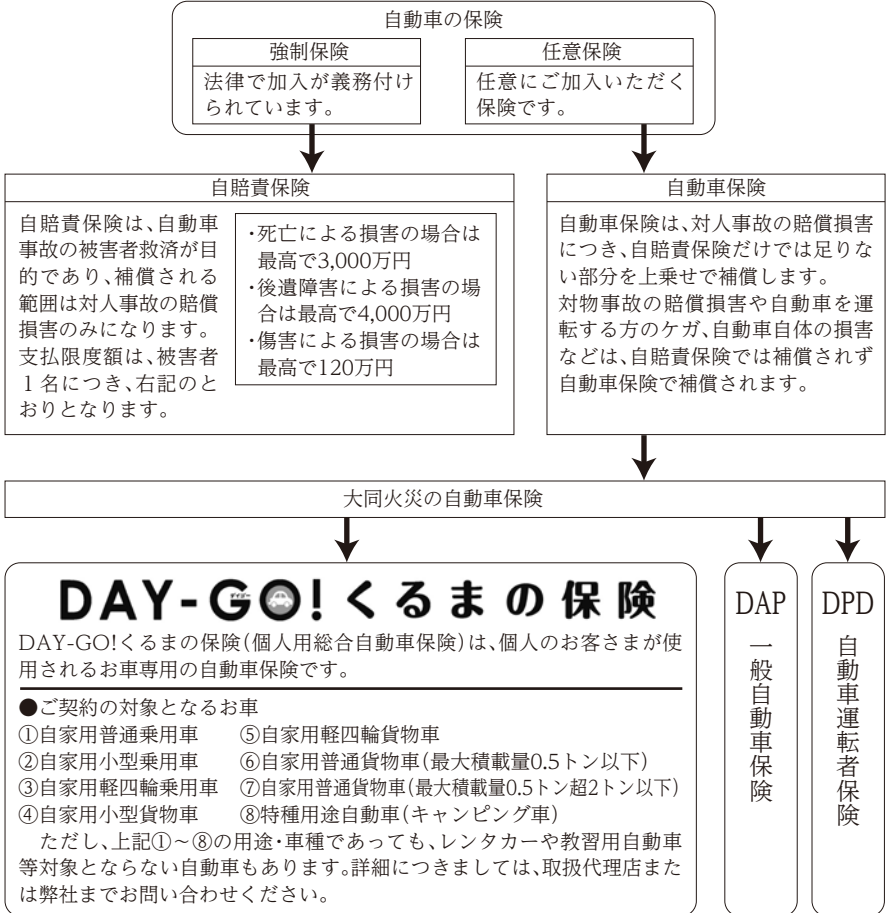 自動車の保険
強制保険
法律で加入が義務付け
られています。
任意保険
任意にご加入いただく
保険です。
自賠責保険
自賠責保険は、自動車
事故の被害者救済が目
的であり、補償される
範囲は対人事故の賠償
損害のみになります。
支払限度額は、被害者
1名につき、右記のと
おりとなります。
・死亡による損害の場合は
最高で3,000万円
・後遺障害による損害の場
合は最高で4,000万円
・傷害による損害の場合は
最高で120万円
自動車保険
自動車保険は、対人事故の賠償損害
につき、自賠責保険だけでは足りな
い部分を上乗せで補償します。
対物事故の賠償損害や自動車を運
転する方のケガ、自動車自体の損害
などは、自賠責保険では補償されず
自動車保険で補償されます。
大同火災の自動車保険
DAY-GO!くるまの保険
DAY-GO!くるまの保険(個人用総合自動車保険)は、個人のお客さまが使
用されるお車専用の自動車保険です。
●ご契約の対象となるお車
①自家用普通乗用車 ⑤自家用軽四輪貨物車
②自家用小型乗用車 ⑥自家用普通貨物車(最大積載量0.5トン以下)
③自家用軽四輪乗用車 ⑦自家用普通貨物車(最大積載量0.5トン超2トン以下)
④自家用小型貨物車 ⑧特種用途自動車(キャンピング車)
ただし、上記①～⑧の用途・車種であっても、レンタカーや教習用自動車
等対象とならない自動車もあります。詳細につきましては、取扱代理店また
は弊社までお問い合わせください。
DAP
一般自動車保険
DPD
自動車運転者保険